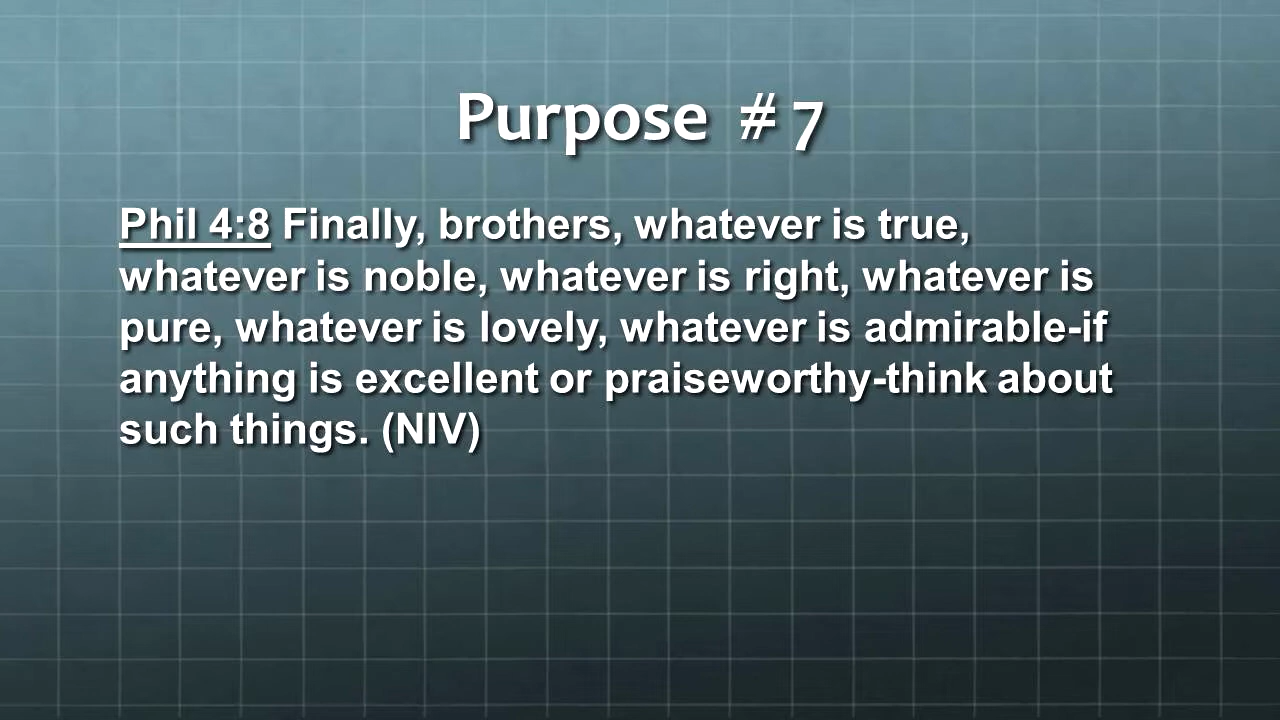 Purpose # 7
Phil 4:8 Finally, brothers, whatever is true,
whatever is noble, whatever is right, whatever is
pure, whatever is lovely, whatever is admirable-if
anything is excellent or praiseworthy-think about
such things. (NIV)